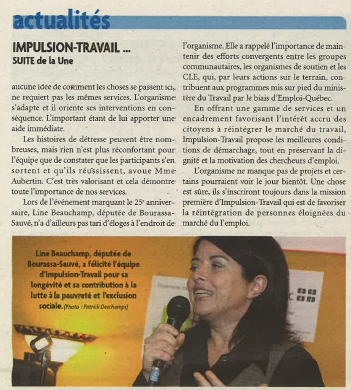 actualités
IMPULSION-TRAVAIL ...
SUITE de la Une
aucune idée de comment les choses se passent ici,
ne requiert pas les mêmes services. L'organisme
s'adapte et il oriente ses interventions en con-
séquence. L'important étant de lui apporter une
aide immédiate.
Les histoires de détresse peuvent être nom-
breuses, mais rien n'est plus réconfortant pour
l'équipe que de constater que les participants s'en
sortent et qu'ils réussissent, avoue Mme
Aubertin. C'est très valorisant et cela démontre
toute l'importance de nos services.
Lors de l'événement marquant le 25e anniver-
saire, Line Beauchamp, députée de Bourassa-
Sauvé, n'a d'ailleurs pas tari d'éloges à l'endroit de
l'organisme. Elle a rappelé l'importance de main-
tenir des efforts convergents entre les groupes
communautaires, les organismes de soutien et les
CLE, qui, par leurs actions sur le terrain, contri-
buent aux programmes mis sur pied du minis-
tère du Travail par le biais d'Emploi-Québec.
En offrant une gamme de services et un
encadrement favorisant l'intérêt accru des
citoyens à réintégrer le marché du travail,
Impulsion-Travail propose les meilleures conditions
de démarchage, tout en préservant la di-
gnité et la motivation des chercheurs d'emploi.
L'organisme ne manque pas de projets et cer-
tains pourraient voir le jour bientôt. Une chose
est sûre, ils s'inscriront toujours dans la mission
première d'Impulsion-Travail qui est de favoriser
la réintégration de personnes éloignées du
marché du l'emploi.
Line Beauchamp, députée de
Bourassa-Sauvé, a félicité l'équipe
d'Impulsion-Travail pour sa
longévité et sa contribution à la
lutte à la pauvreté et l'exclusion
sociale. (Photo : Patrick Deschamps)